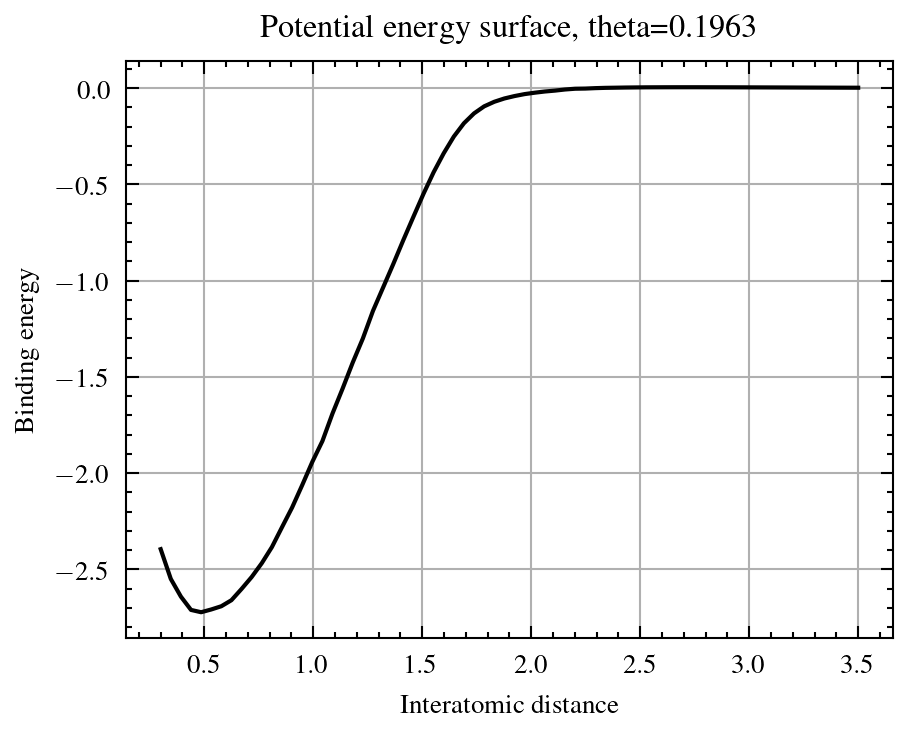 Potential energy surface, theta=0.1963
0.0
−0.5
−1.0
−1.5
−2.0
−2.5
Binding energy
0.5 1.0 1.5 2.0 2.5 3.0 3.5
Interatomic distance